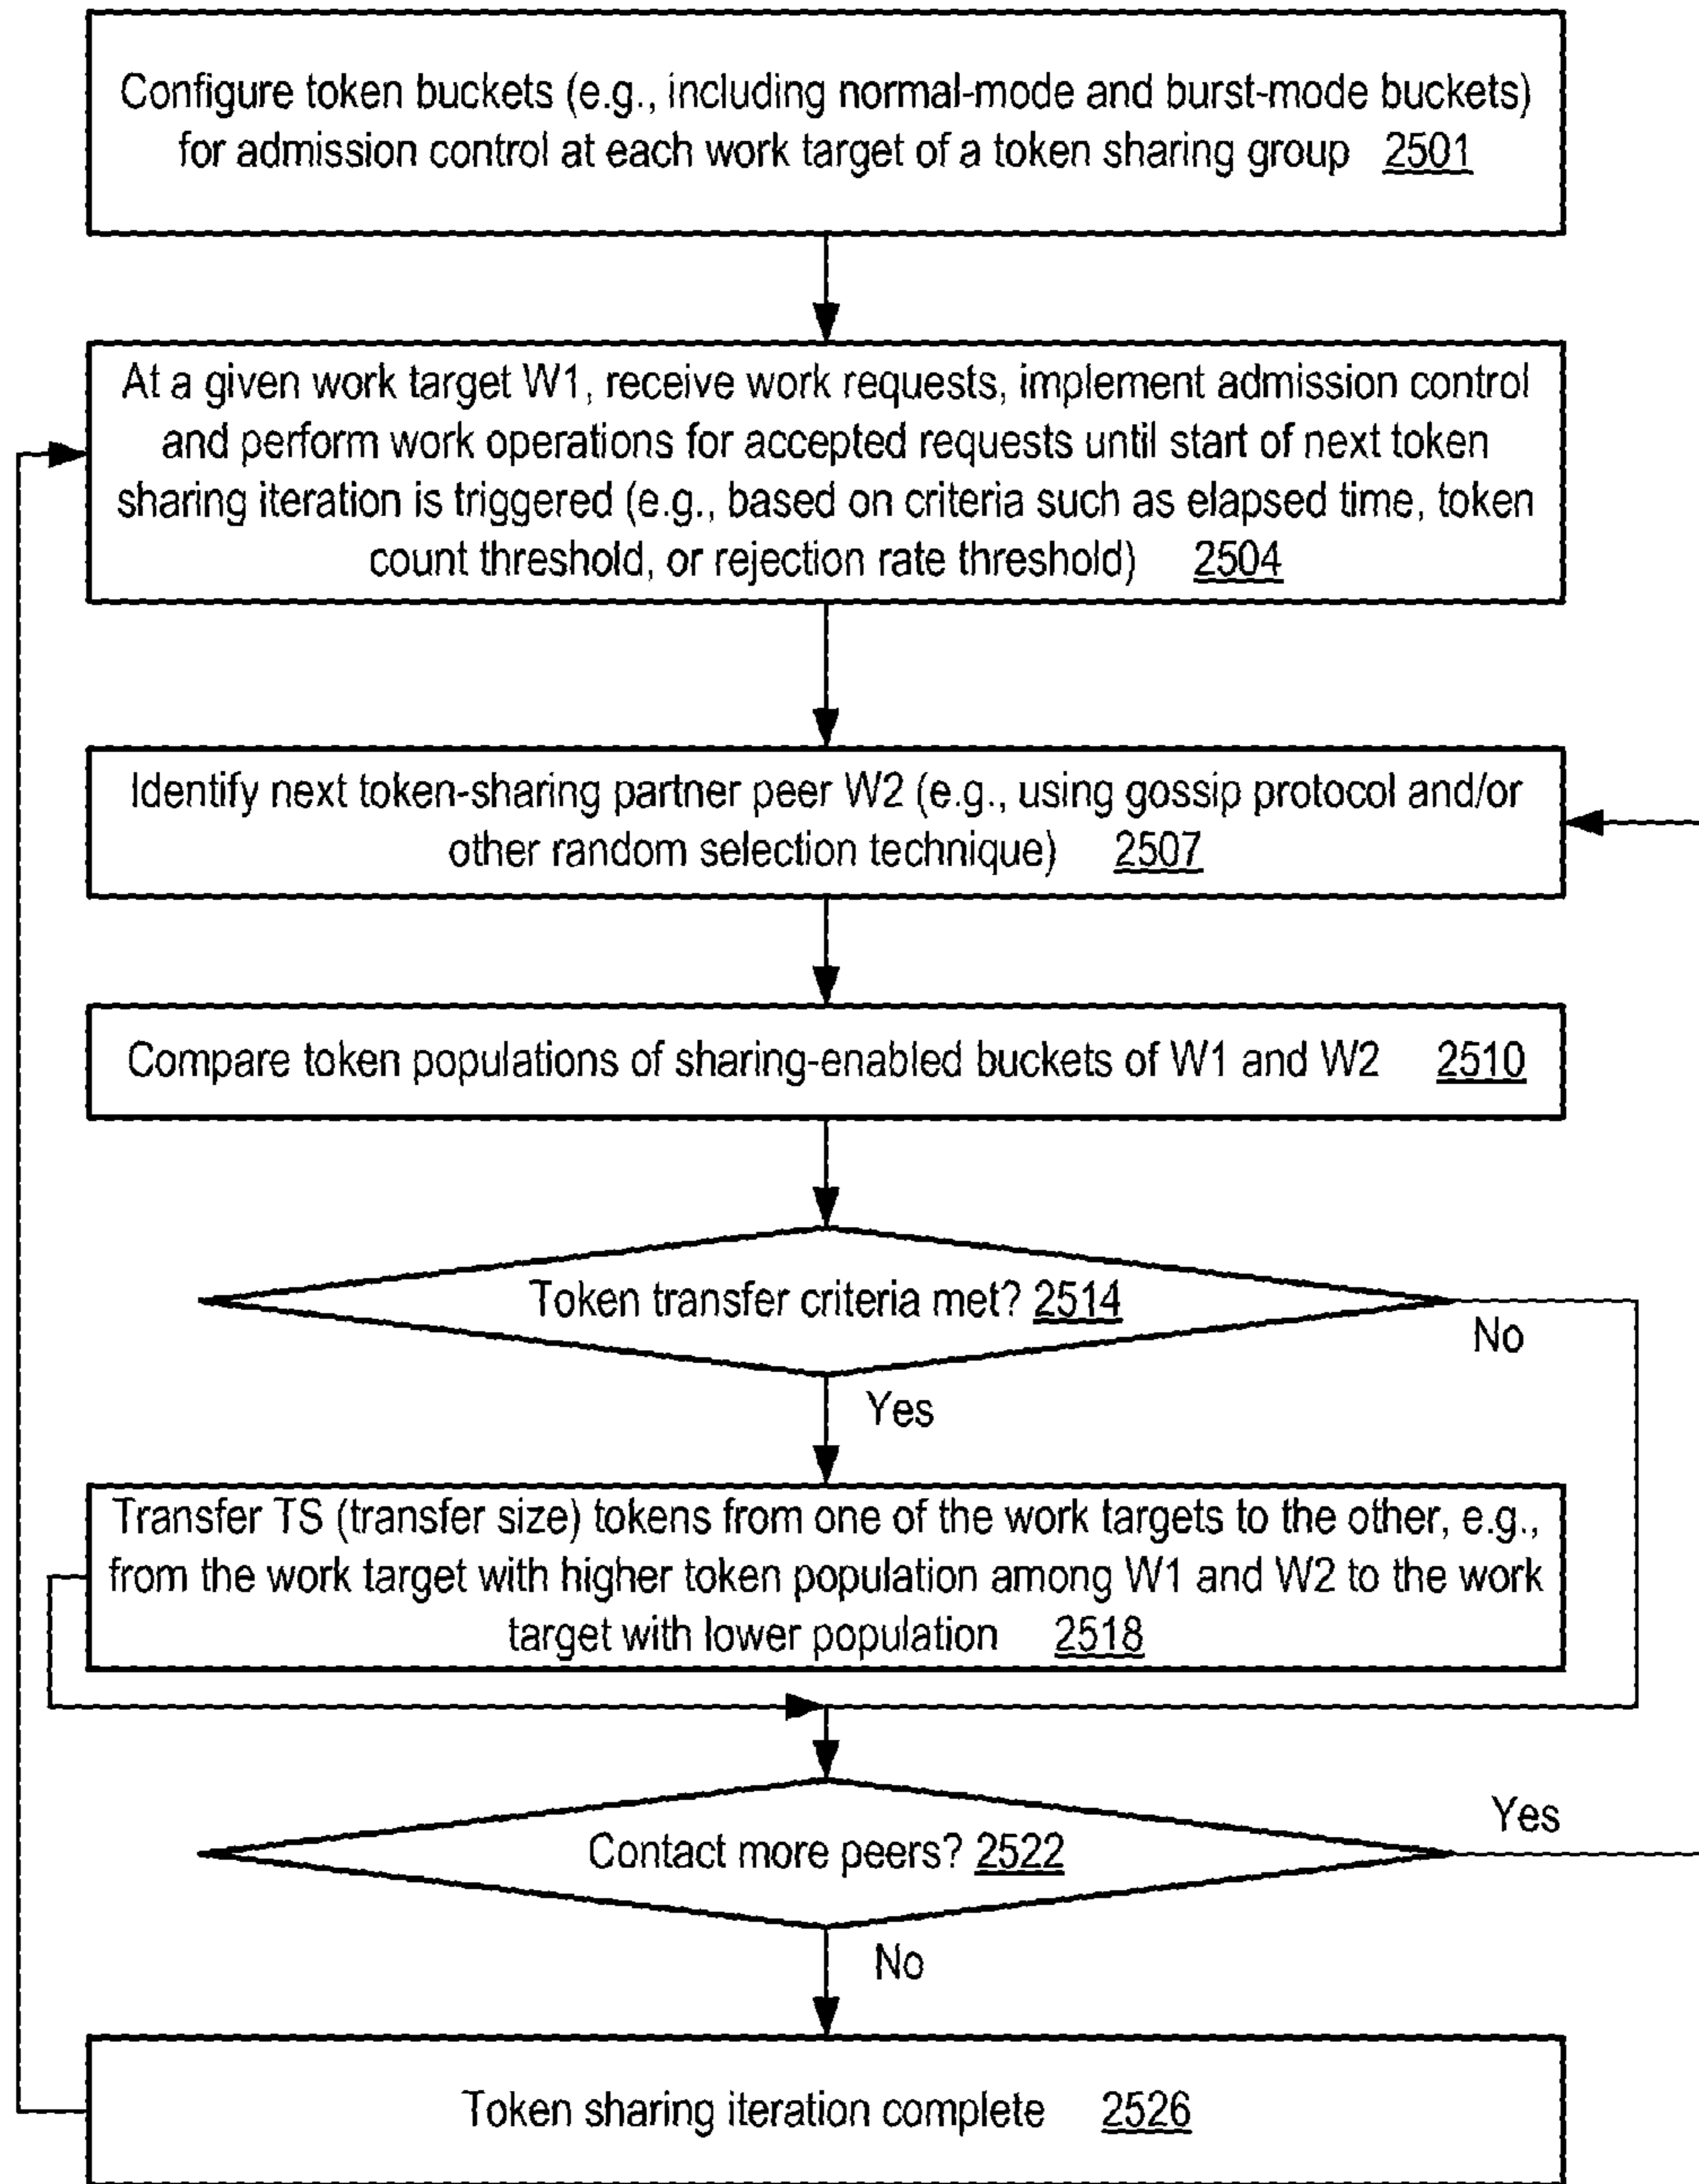 Configure token buckets (e.g., including normal-mode and burst-mode buckets)
for admission control at each work target of a token sharing group 2501
At a given work target W1, receive work requests, implement admission control
and perform work operations for accepted requests until start of next token
sharing iteration is triggered (e.g., based on criteria such as elapsed time, token
count threshold, or rejection rate threshold) 2504
Identify next token-sharing partner peer W2 (e.g., using gossip protocol and/or
other random selection technique) 2507
Compare token populations of sharing-enabled buckets of W1 and W2 2510
Token transfer criteria met? 2514
No
Yes
Transfer TS (transfer size) tokens from one of the work targets to the other, e.g.,
from the work target with higher token population among W1 and W2 to the work
target with lower population 2518
Contact more peers? 2522
Yes
No
Token sharing iteration complete 2526